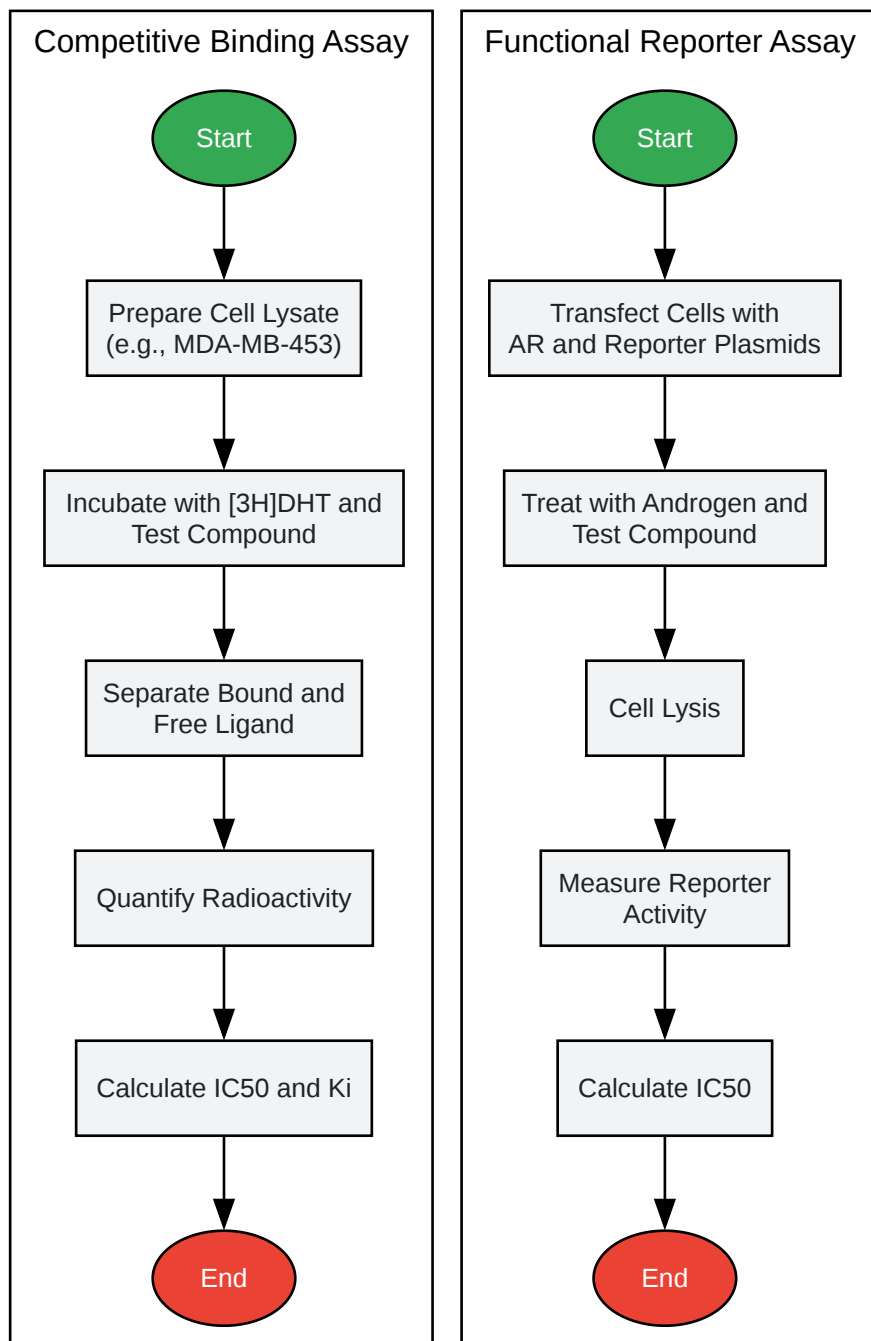 Competitive Binding Assay
Start
Prepare Cell Lysate
(e.g., MDA-MB-453)
Incubate with [3H]DHT and
Test Compound
Separate Bound and
Free Ligand
Quantify Radioactivity
Calculate IC50 and Ki
End
Functional Reporter Assay
Start
Transfect Cells with
AR and Reporter Plasmids
Treat with Androgen and
Test Compound
Cell Lysis
Measure Reporter
Activity
Calculate IC50
End